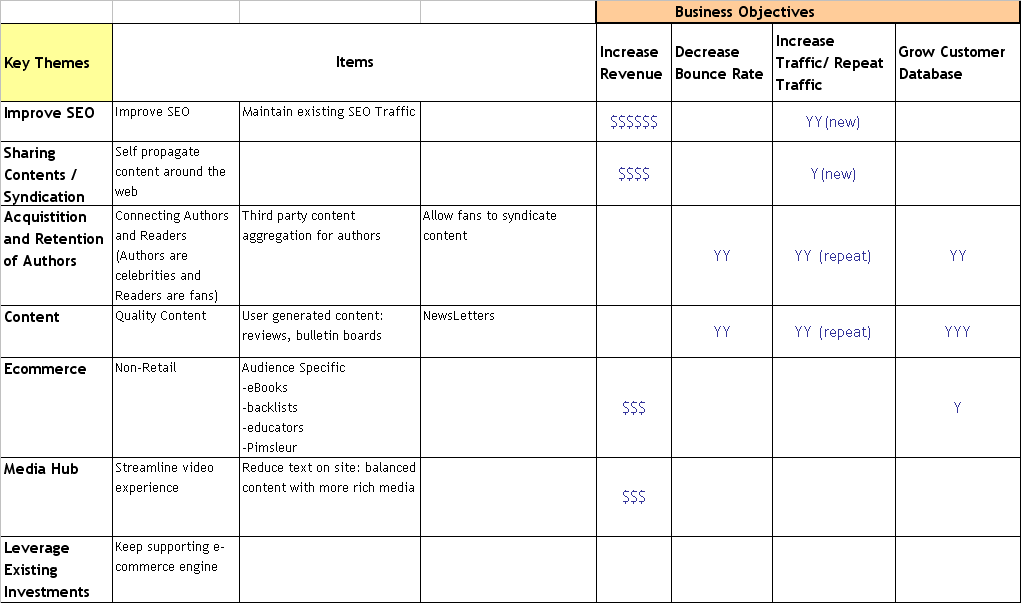 Business Objectives
Key Themes
Items
Increase
Revenue
Decrease
Bounce Rate
Increase
Traffic/ Repeat
Traffic
Grow Customer
Database
Improve SEO
Improve SEO
Maintain existing SEO Traffic
$$$$$$
YY(new)
Sharing
Contents /
Syndication
Self propagate
content around the
web
$$$$
Y(new)
Acquistition
and Retention
of Authors
Connecting Authors
and Readers
(Authors are
celebrities and
Readers are fans)
Third party content
aggregation for authors
Allow fans to syndicate
content
YY
YY (repeat)
YY
Content
Quality Content
User generated content:
reviews, bulletin boards
NewsLetters
YY
YY (repeat)
YYY
Ecommerce
Non-Retail
Audience Specific
-eBooks
-backlists
-educators
-Pimsleur
$$$
Y
Media Hub
Streamline video
experience
Reduce text on site: balanced
content with more rich media
$$$
Leverage
Existing
Investments
Keep supporting e-
commerce engine